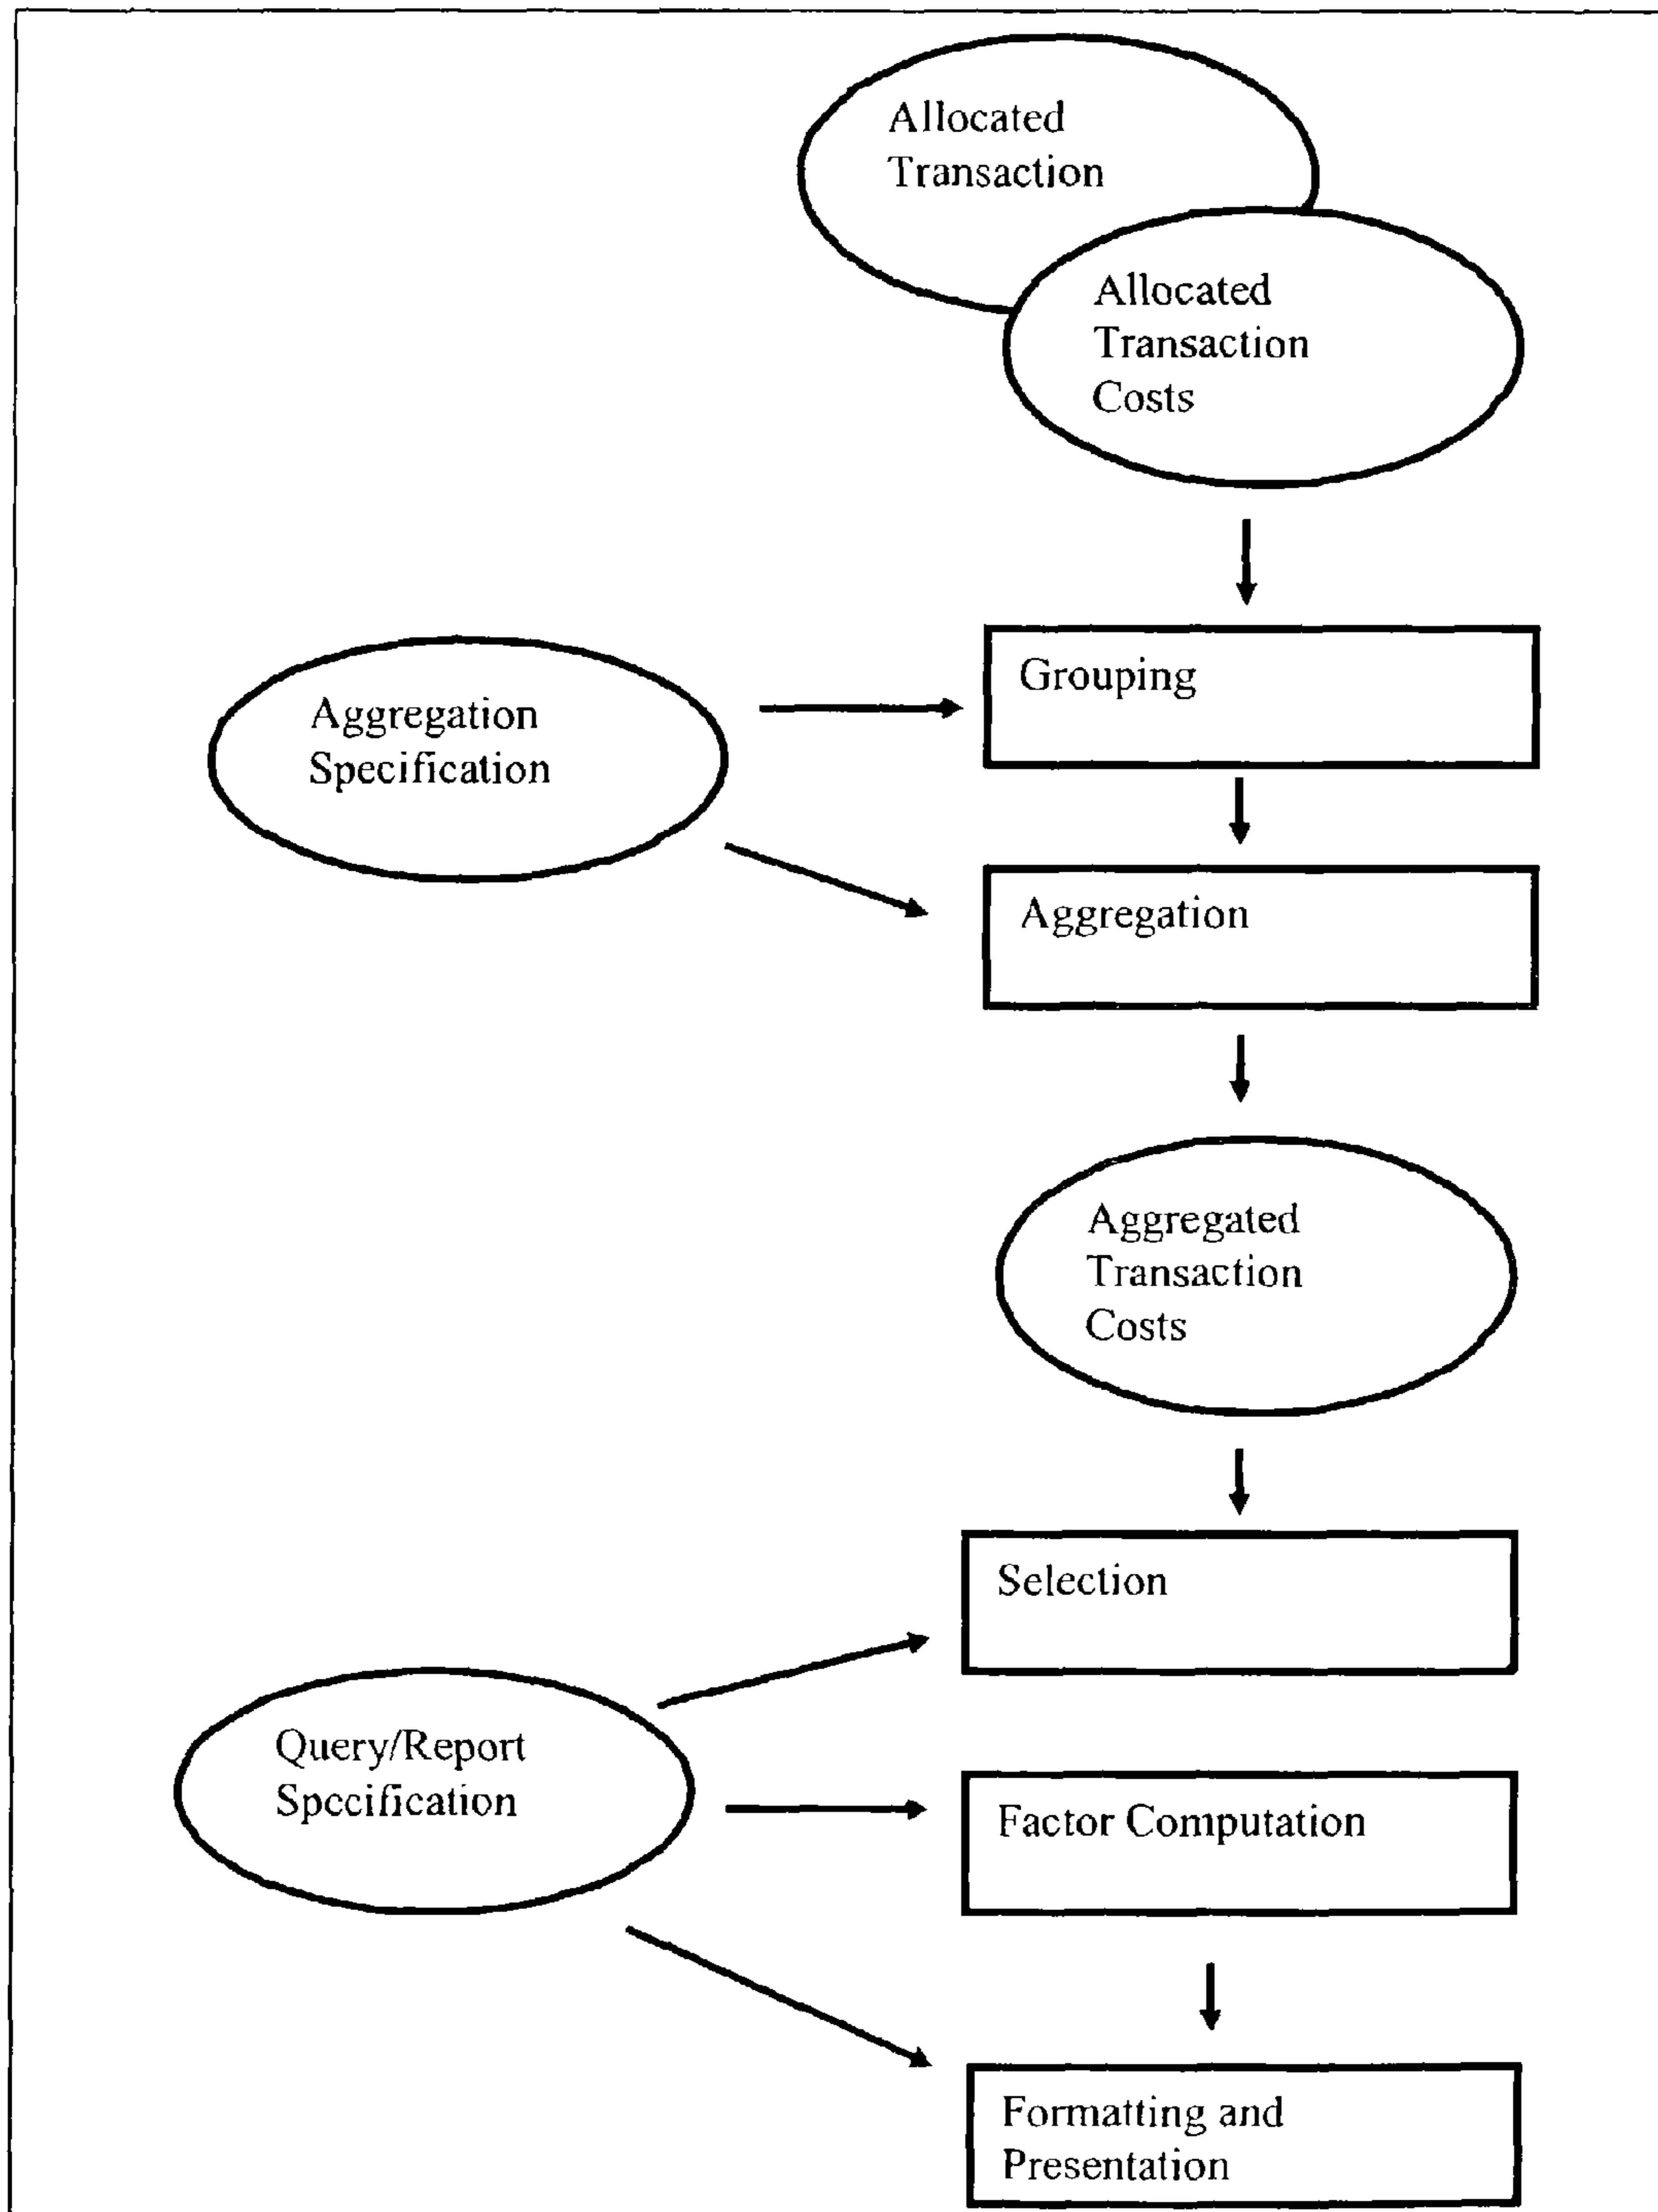 Allocated
Transaction
Allocated
Transaction
Costs
Grouping
Aggregation
Specification
Aggregation
Aggregated
Transaction
Costs
Selection
Query/Report
Specification
Factor Computation
Formatting and
Presentation